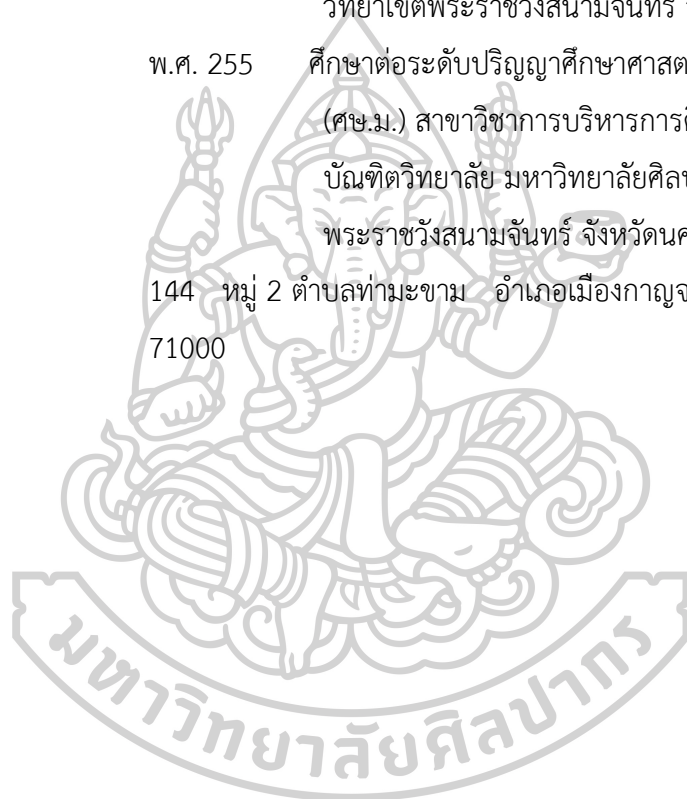 วิทยาเขตพระราชวังสนามจันทร์
พ.ศ. 255 ศึกษาต่อระดับปริญญาศึกษาศาสต
(ศษ.ม.) สาขาวิชาการบริหารการ
บัณฑิตวิทยาลัย มหาวิทยาลัยศิล
พระราชวังสนามจันทร์ จังหวัดนค
144 หมู่ 2 ตำบลท่ามะขาม อำเภอเมืองกาญจ
71000
มหาวิทยาลัยศิลปากร